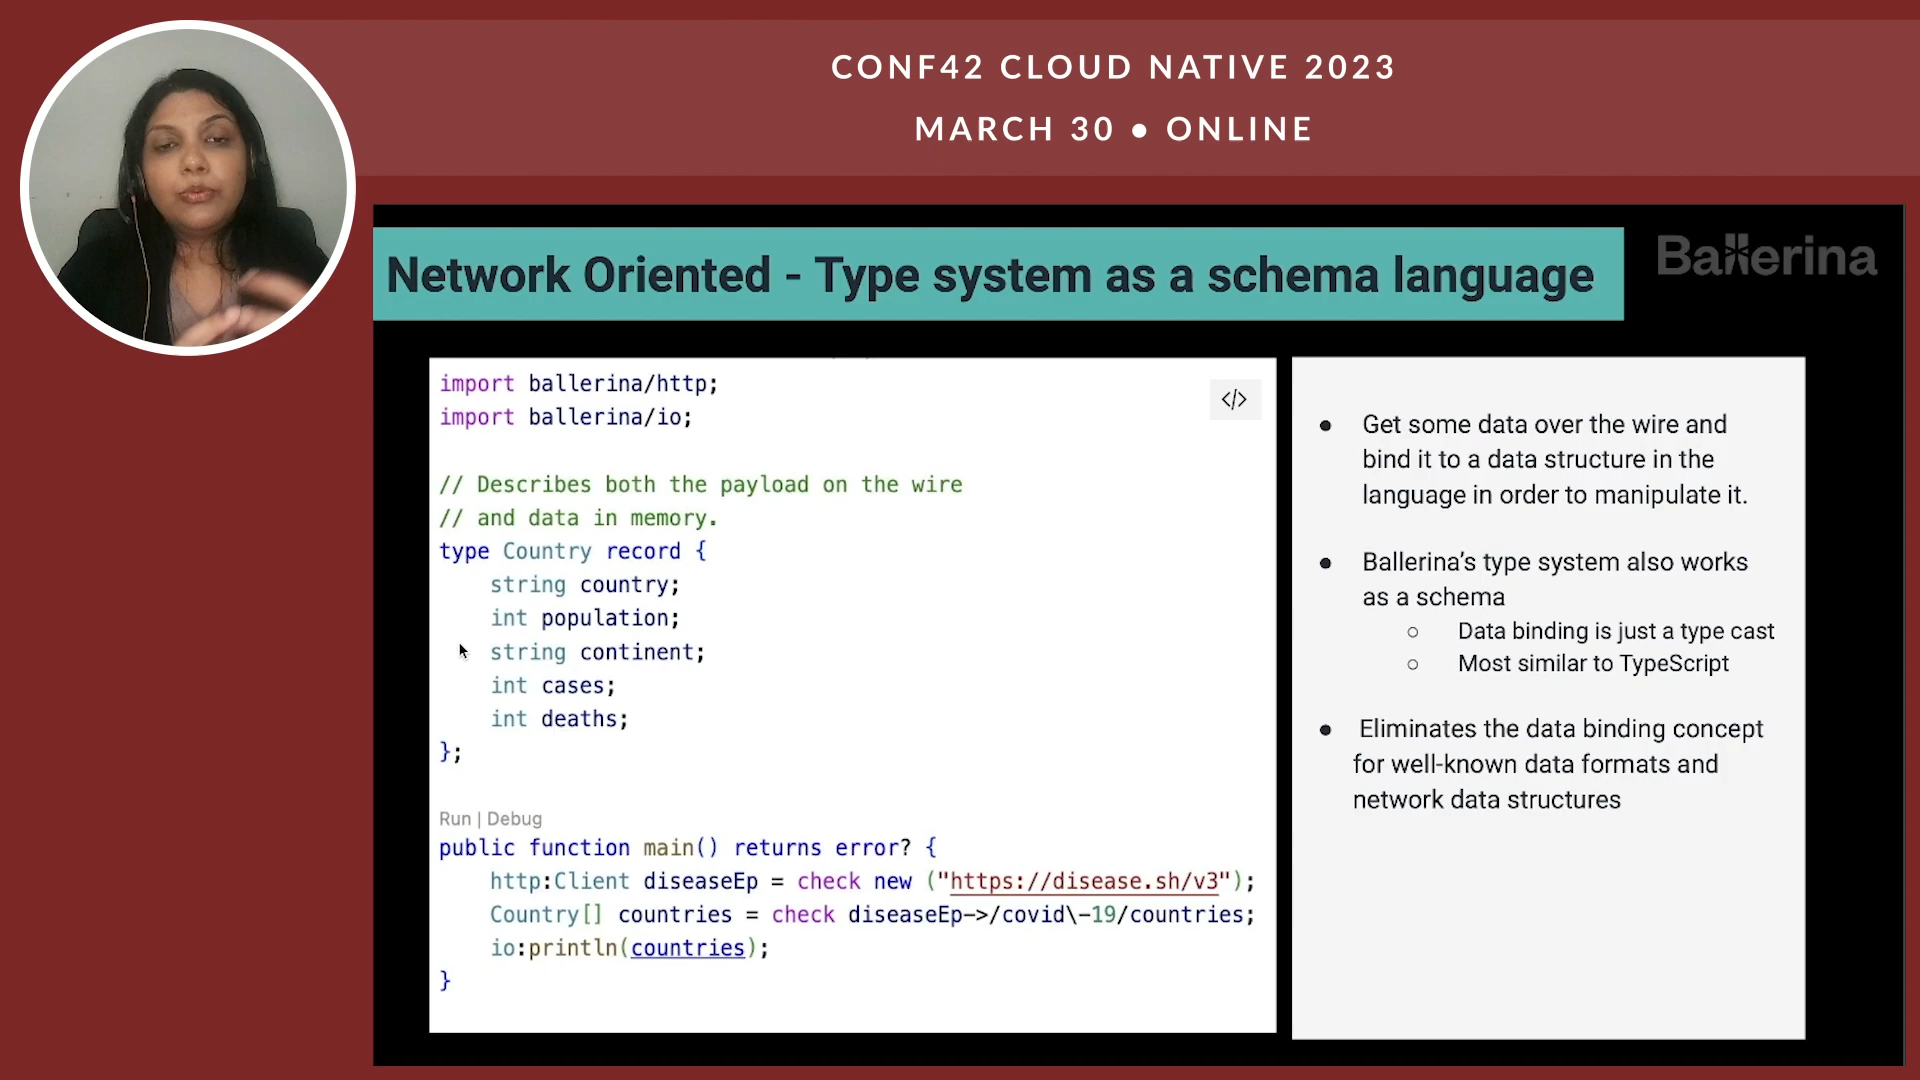 CONF42 CLOUD NATIVE 2023
MARCH 30 ● ONLINE
Network Oriented - Type system as a schema language
Ballerina
import ballerina/http;
import ballerina/io;
</>
// Describes both the payload on the wire
// and data in memory.
type Country record {
string country;
int population;
string continent;
int cases;
int deaths;
};
Run | Debug
public function main() returns error? {
http:Client diseaseEp = check new ("https://disease.sh/v3");
Country[] countries = check diseaseEp->/covid\-19/countries;
io:println(countries);
}
● Get some data over the wire and
bind it to a data structure in the
language in order to manipulate it.
● Ballerina’s type system also works
as a schema
○ Data binding is just a type cast
○ Most similar to TypeScript
● Eliminates the data binding concept
for well-known data formats and
network data structures